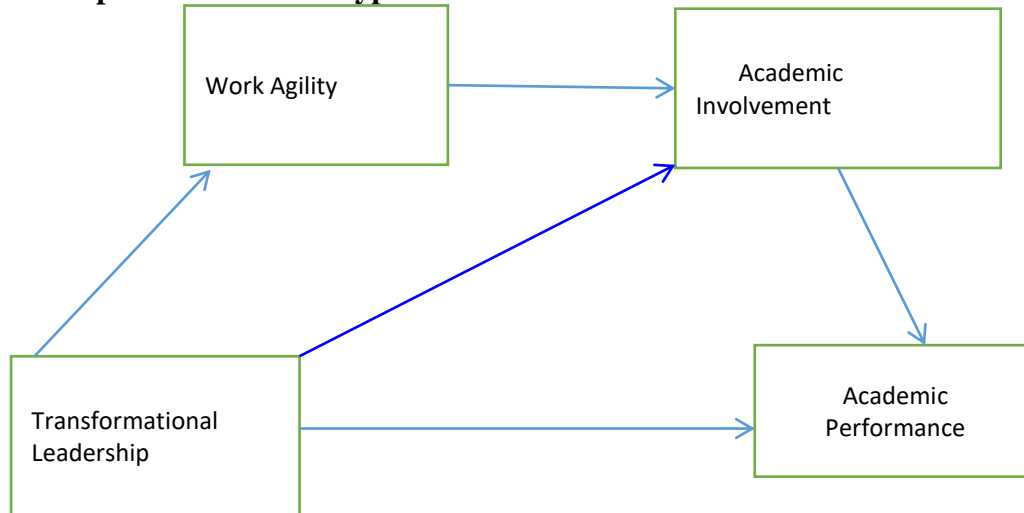 Work Agility
Academic
Involvement
Transformational
Leadership
Academic
Performance